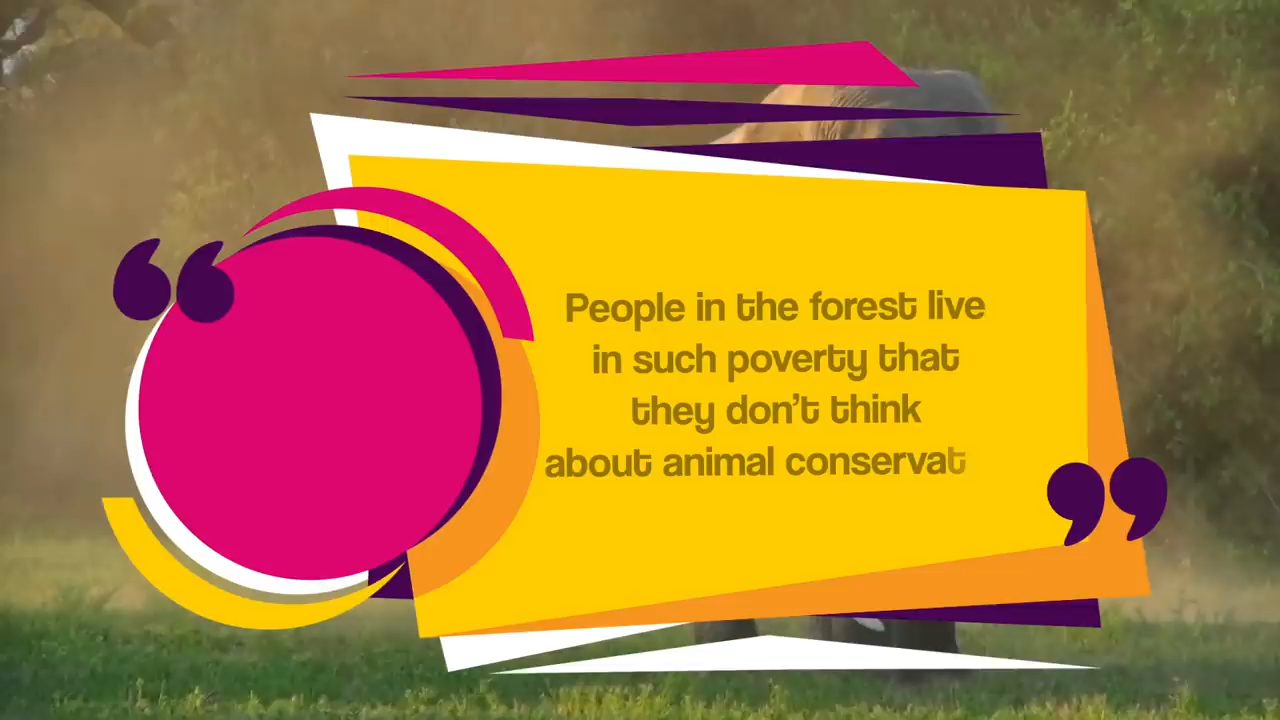 People in the forest live
in such poverty that
they don’t think
about animal conservat